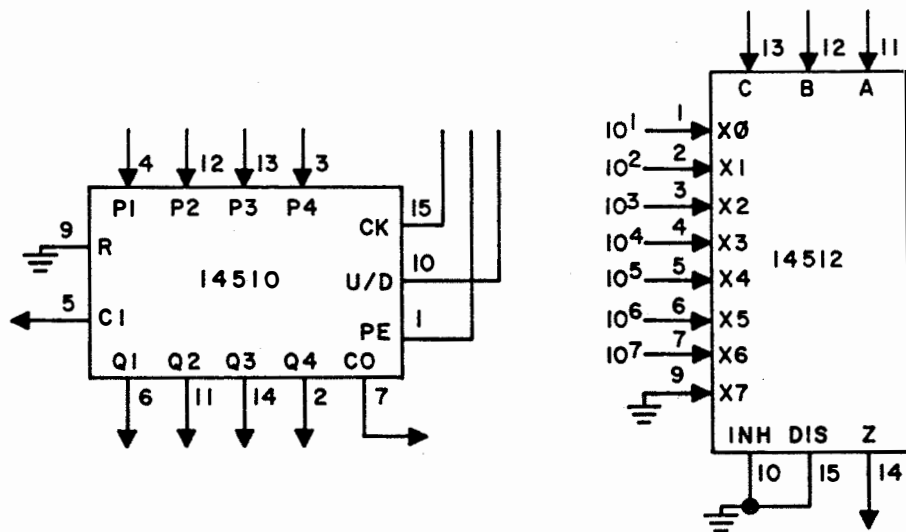 4 12 13 3
P1 P2 P3 P4
15
CK
9
R
14510
10
U/D
5
CI
1
PE
Q1 Q2 Q3 Q4 CO
6 11 14 2 7
13 12 11
C B A
10¹ 1 XØ
10² 2 X1
10³ 3 X2
10⁴ 4 X3
14512
10⁵ 5 X4
10⁶ 6 X5
10⁷ 7 X6
9 X7
INH DIS Z
10 15 14